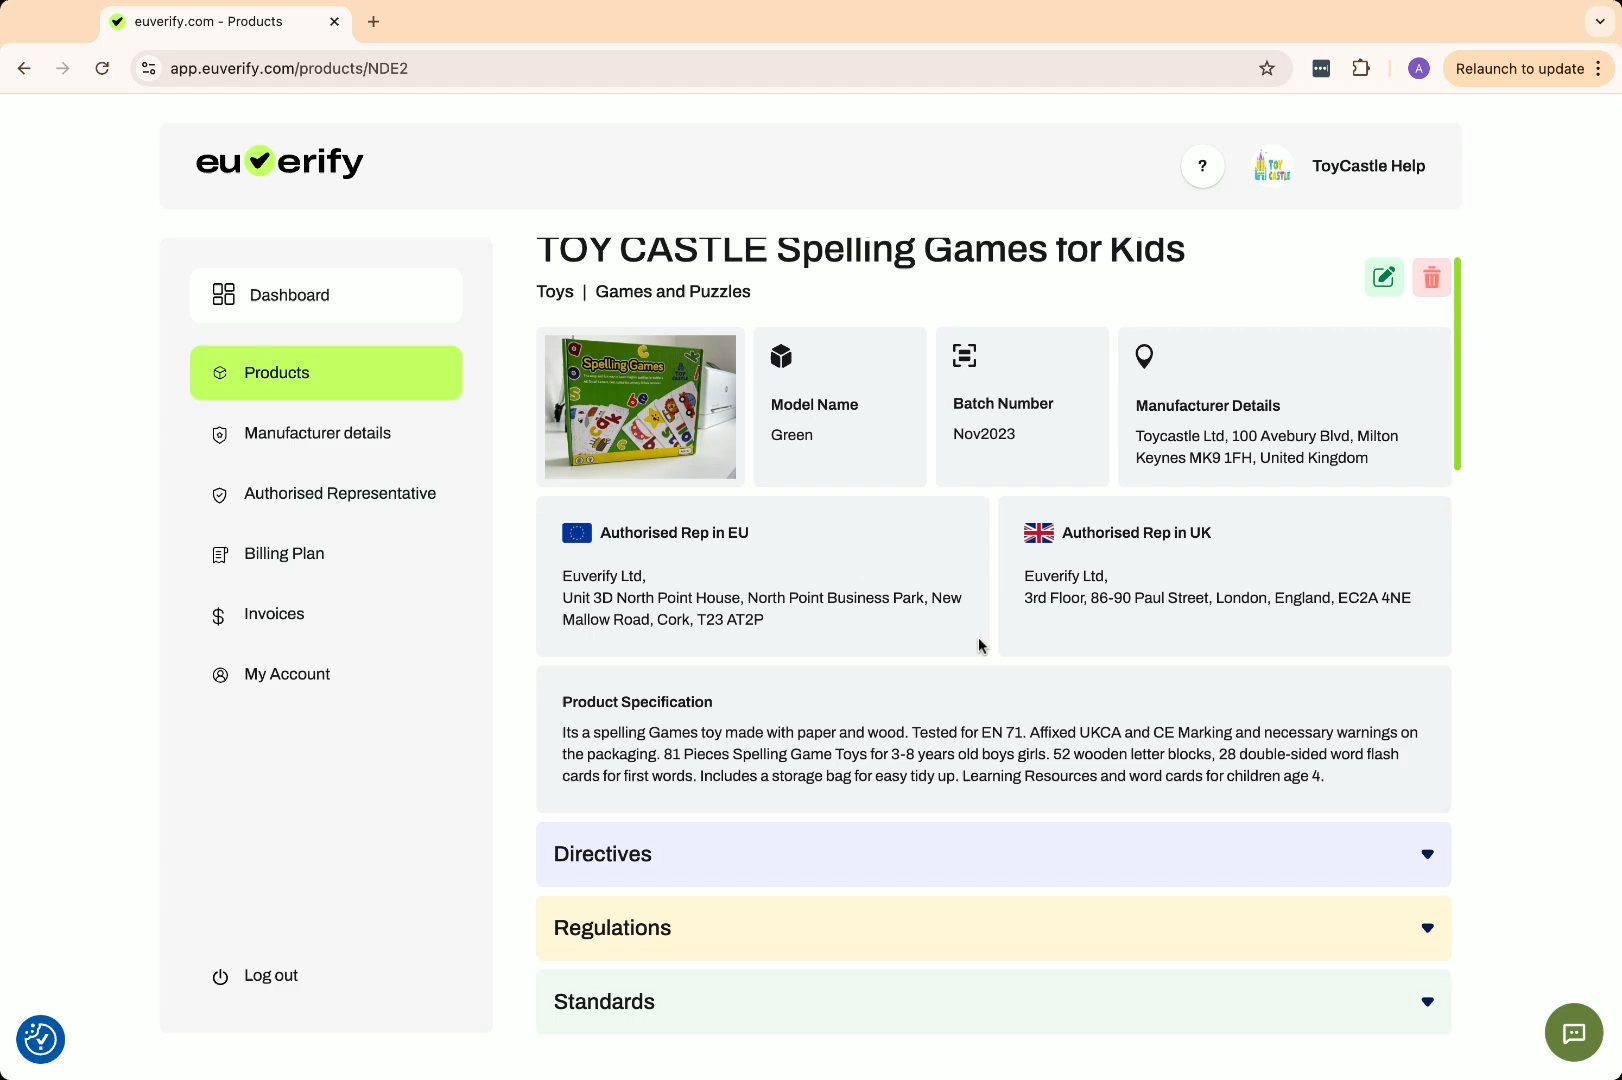 euverify.com - Products
app.euverify.com/products/NDE2
A
Relaunch to update
euverify
?
TOY CASTLE
ToyCastle Help
Dashboard
Products
Manufacturer details
Authorised Representative
Billing Plan
Invoices
My Account
Log out
TOY CASTLE Spelling Games for Kids
Toys | Games and Puzzles
Spelling Games
Model Name
Green
Batch Number
Nov2023
Manufacturer Details
Toycastle Ltd, 100 Avebury Blvd, Milton
Keynes MK9 1FH, United Kingdom
Authorised Rep in EU
Euverify Ltd,
Unit 3D North Point House, North Point Business Park, New
Mallow Road, Cork, T23 AT2P
Authorised Rep in UK
Euverify Ltd,
3rd Floor, 86-90 Paul Street, London, England, EC2A 4NE
Product Specification
Its a spelling Games toy made with paper and wood. Tested for EN 71. Affixed UKCA and CE Marking and necessary warnings on
the packaging. 81 Pieces Spelling Game Toys for 3-8 years old boys girls. 52 wooden letter blocks, 28 double-sided word flash
cards for first words. Includes a storage bag for easy tidy up. Learning Resources and word cards for children age 4.
Directives
Regulations
Standards